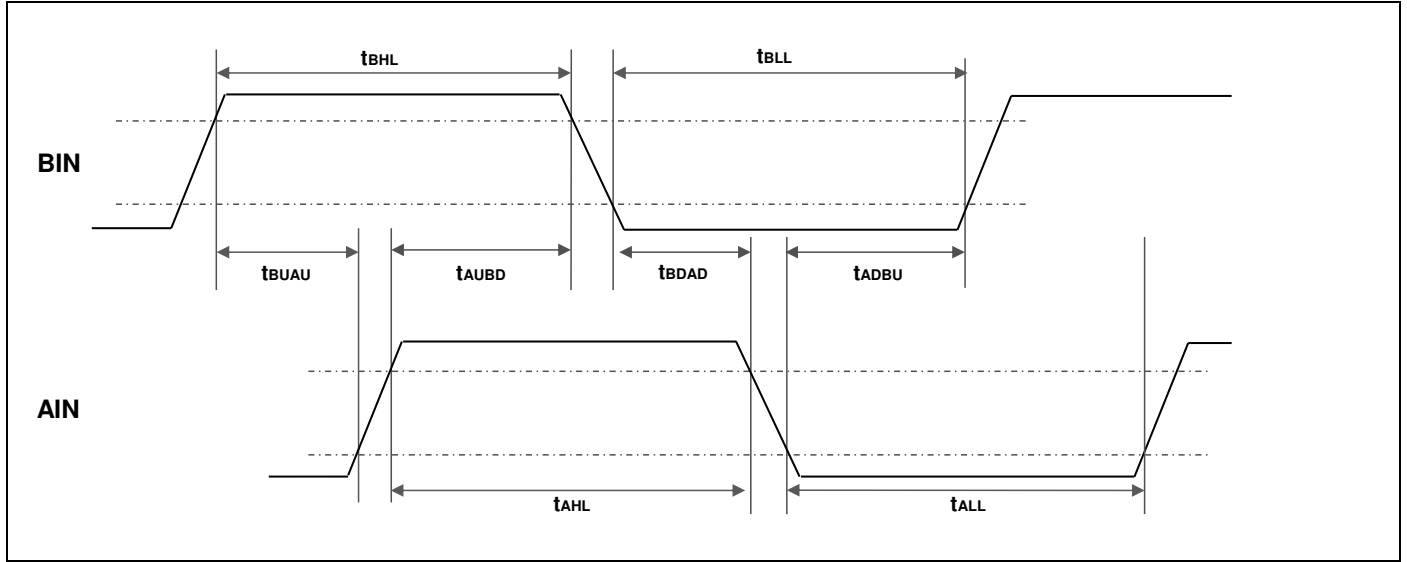 tBHL
tBLL
BIN
tBUAU
tAUBD
tBDAD
tADBU
AIN
tAHL
tALL